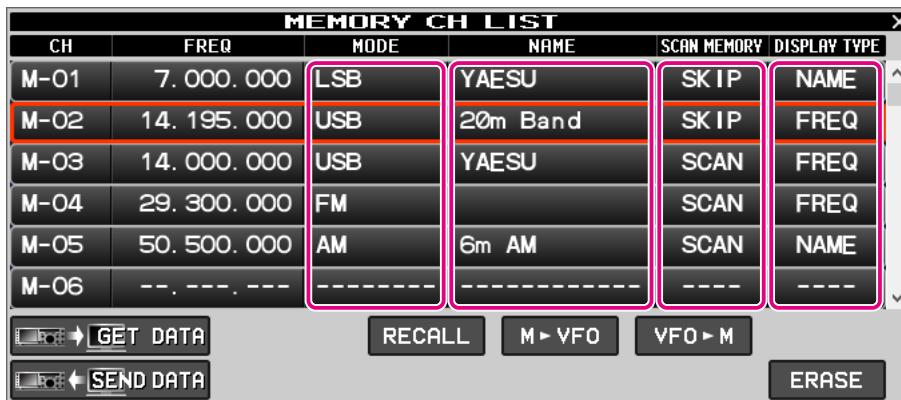 MEMORY CH LIST
CH FREQ MODE NAME SCAN MEMORY DISPLAY TYPE
M-01 7. 000. 000 LSB YAESU SKIP NAME
M-02 14. 195. 000 USB 20m Band SKIP FREQ
M-03 14. 000. 000 USB YAESU SCAN FREQ
M-04 29. 300. 000 FM SCAN FREQ
M-05 50. 500. 000 AM 6m AM SCAN NAME
M-06 --. ---. --- -------- ------------ ---- ----
GET DATA RECALL M►VFO VFO►M
SEND DATA ERASE